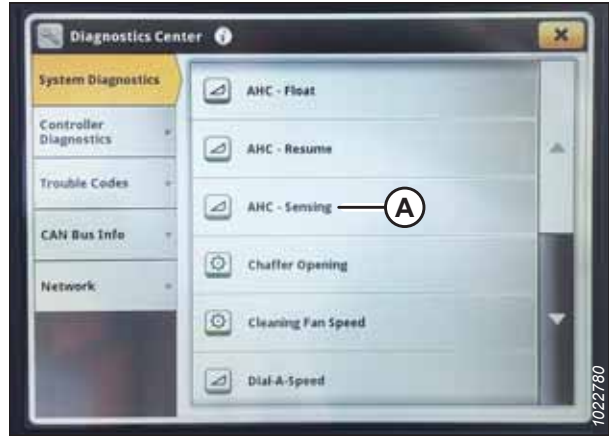 Diagnostics Center
System Diagnostics
Controller
Diagnostics
Trouble Codes
CAN Bus Info
Network
AHC - Float
AHC - Resume
AHC - Sensing
A
Chaffer Opening
Cleaning Fan Speed
Dial-A-Speed
1022780